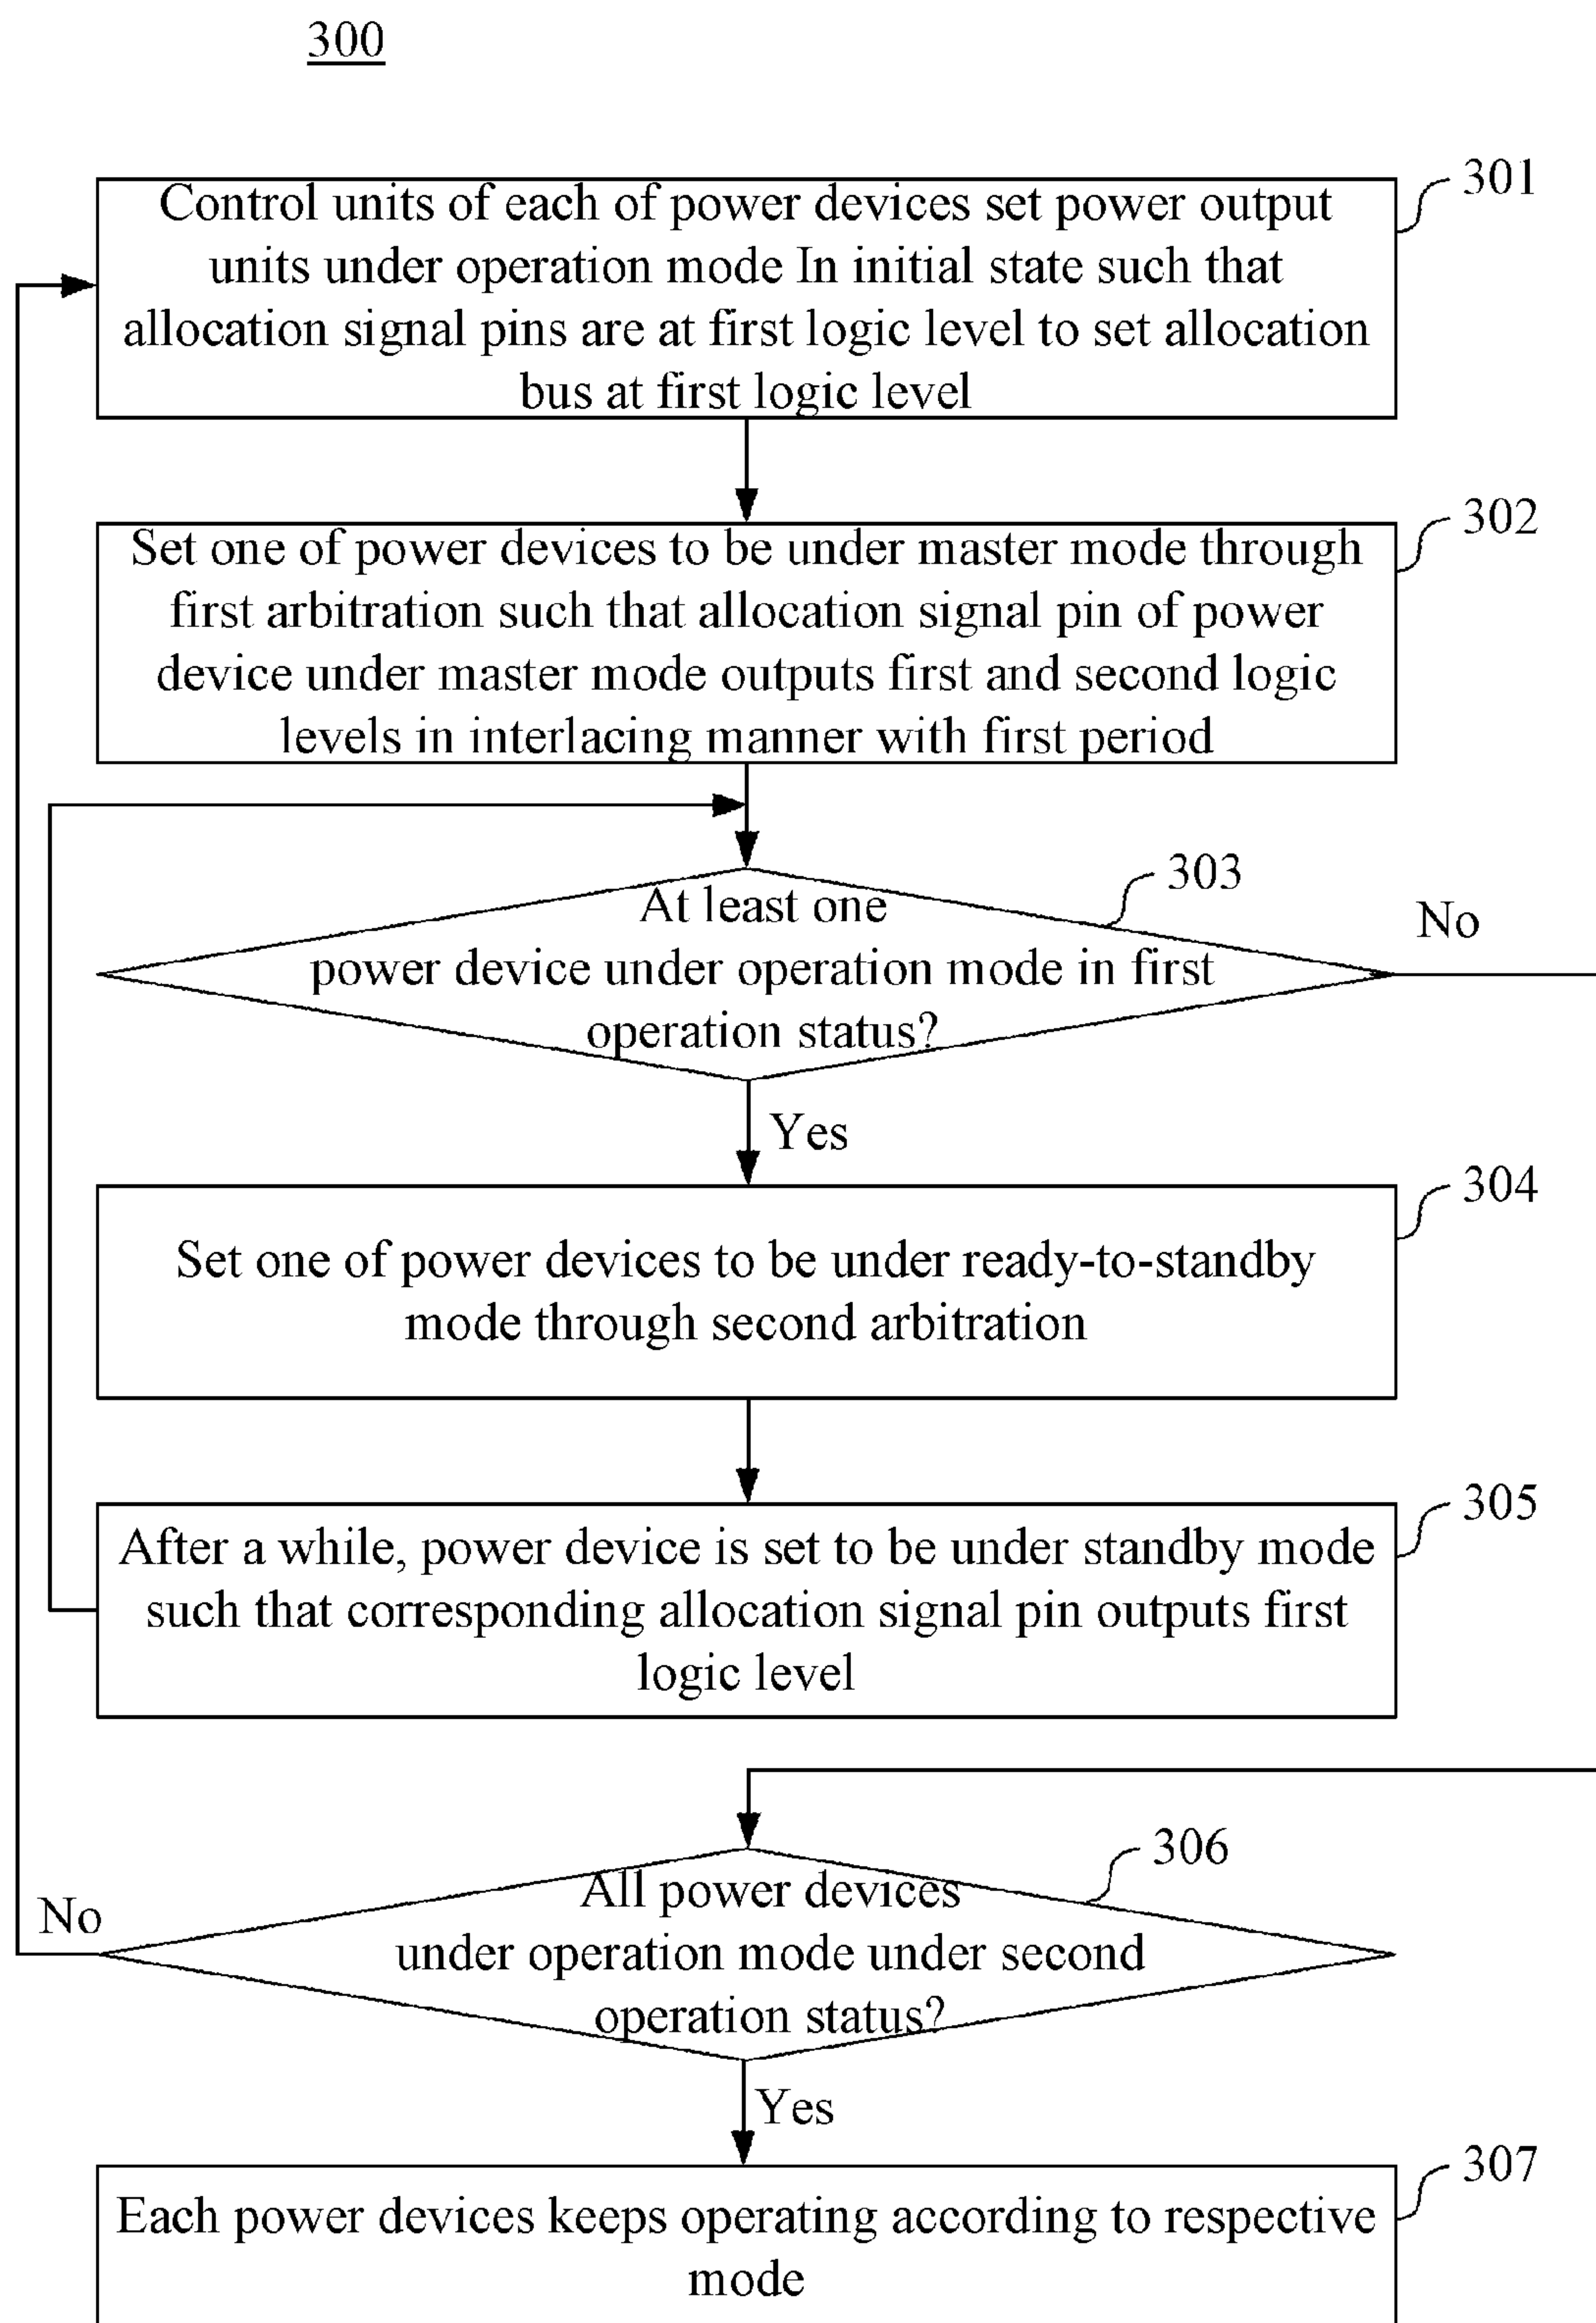 300
301
Control units of each of power devices set power output
units under operation mode In initial state such that
allocation signal pins are at first logic level to set allocation
bus at first logic level
302
Set one of power devices to be under master mode through
first arbitration such that allocation signal pin of power
device under master mode outputs first and second logic
levels in interlacing manner with first period
303
At least one
power device under operation mode in first
operation status?
No
Yes
304
Set one of power devices to be under ready-to-standby
mode through second arbitration
305
After a while, power device is set to be under standby mode
such that corresponding allocation signal pin outputs first
logic level
306
All power devices
under operation mode under second
operation status?
No
Yes
307
Each power devices keeps operating according to respective
mode